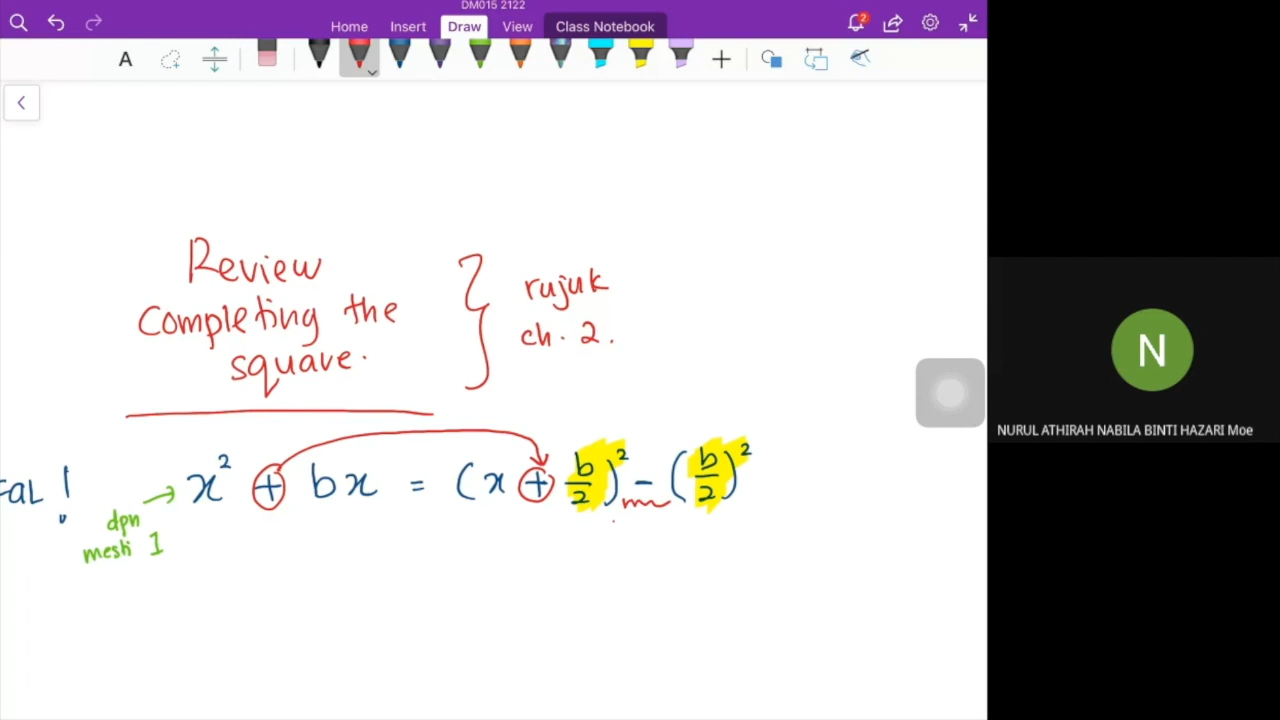 DM015 2122
Home Insert Draw View Class Notebook
2
A
Review
Completing the
square.
rujuk
ch. 2.
x² + bx = (x + b/2)² - (b/2)²
dpn
mesti 1
N
NURUL ATHIRAH NABILA BINTI HAZARI Moe